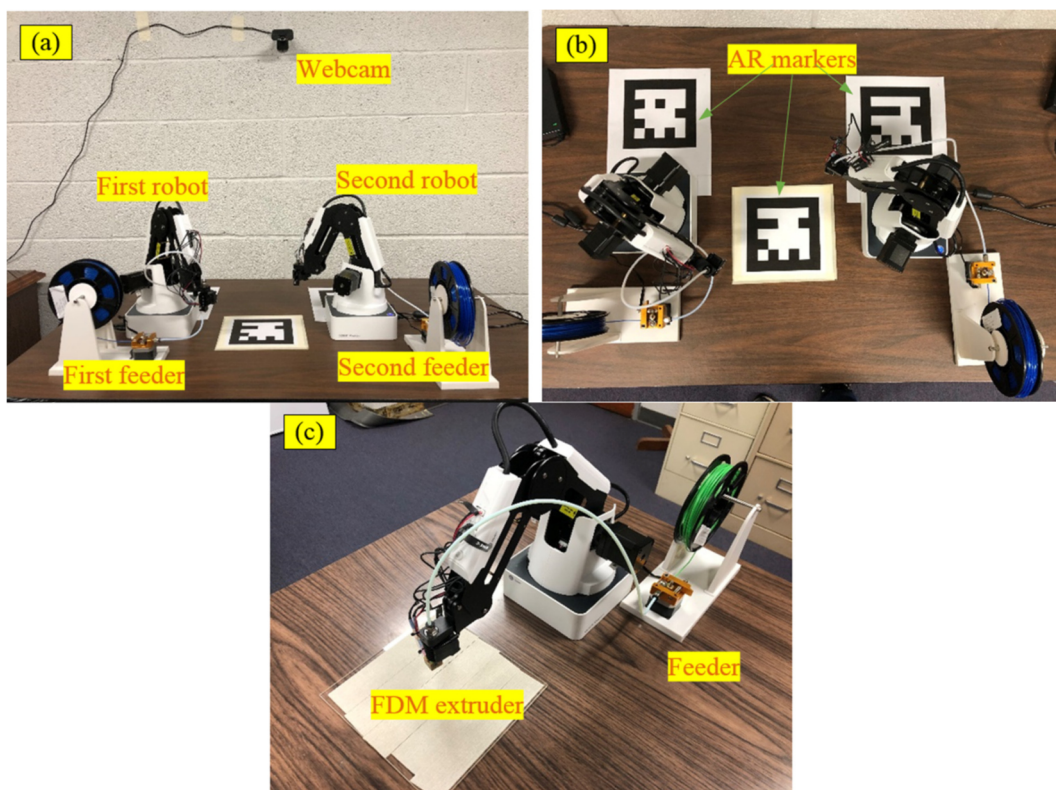 (a)
Webcam
First robot
Second robot
First feeder
Second feeder
(b)
AR markers
(c)
Feeder
FDM extruder